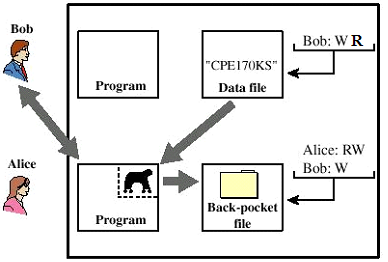 Bob
Program
"CPE170KS"
Data file
Bob: W R
Alice
Program
Back-pocket
file
Alice: RW
Bob: W